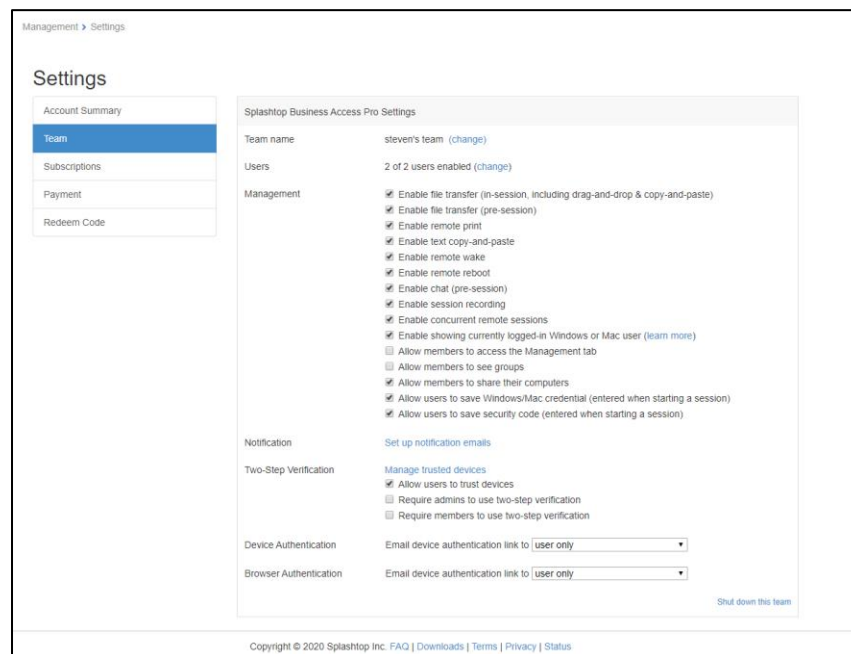 Management > Settings
Settings
Account Summary
Team
Subscriptions
Payment
Redeem Code
Splashtop Business Access Pro Settings
Team name steven's team (change)
Users 2 of 2 users enabled (change)
Management Enable file transfer (in-session, including drag-and-drop & copy-and-paste)
Enable file transfer (pre-session)
Enable remote print
Enable text copy-and-paste
Enable remote wake
Enable remote reboot
Enable chat (pre-session)
Enable session recording
Enable concurrent remote sessions
Enable showing currently logged-in Windows or Mac user (learn more)
Allow members to access the Management tab
Allow members to see groups
Allow members to share their computers
Allow users to save Windows/Mac credential (entered when starting a session)
Allow users to save security code (entered when starting a session)
Notification Set up notification emails
Two-Step Verification Manage trusted devices
Allow users to trust devices
Require admins to use two-step verification
Require members to use two-step verification
Device Authentication Email device authentication link to user only
Browser Authentication Email device authentication link to user only
Shut down this team
Copyright © 2020 Splashtop Inc. FAQ | Downloads | Terms | Privacy | Status